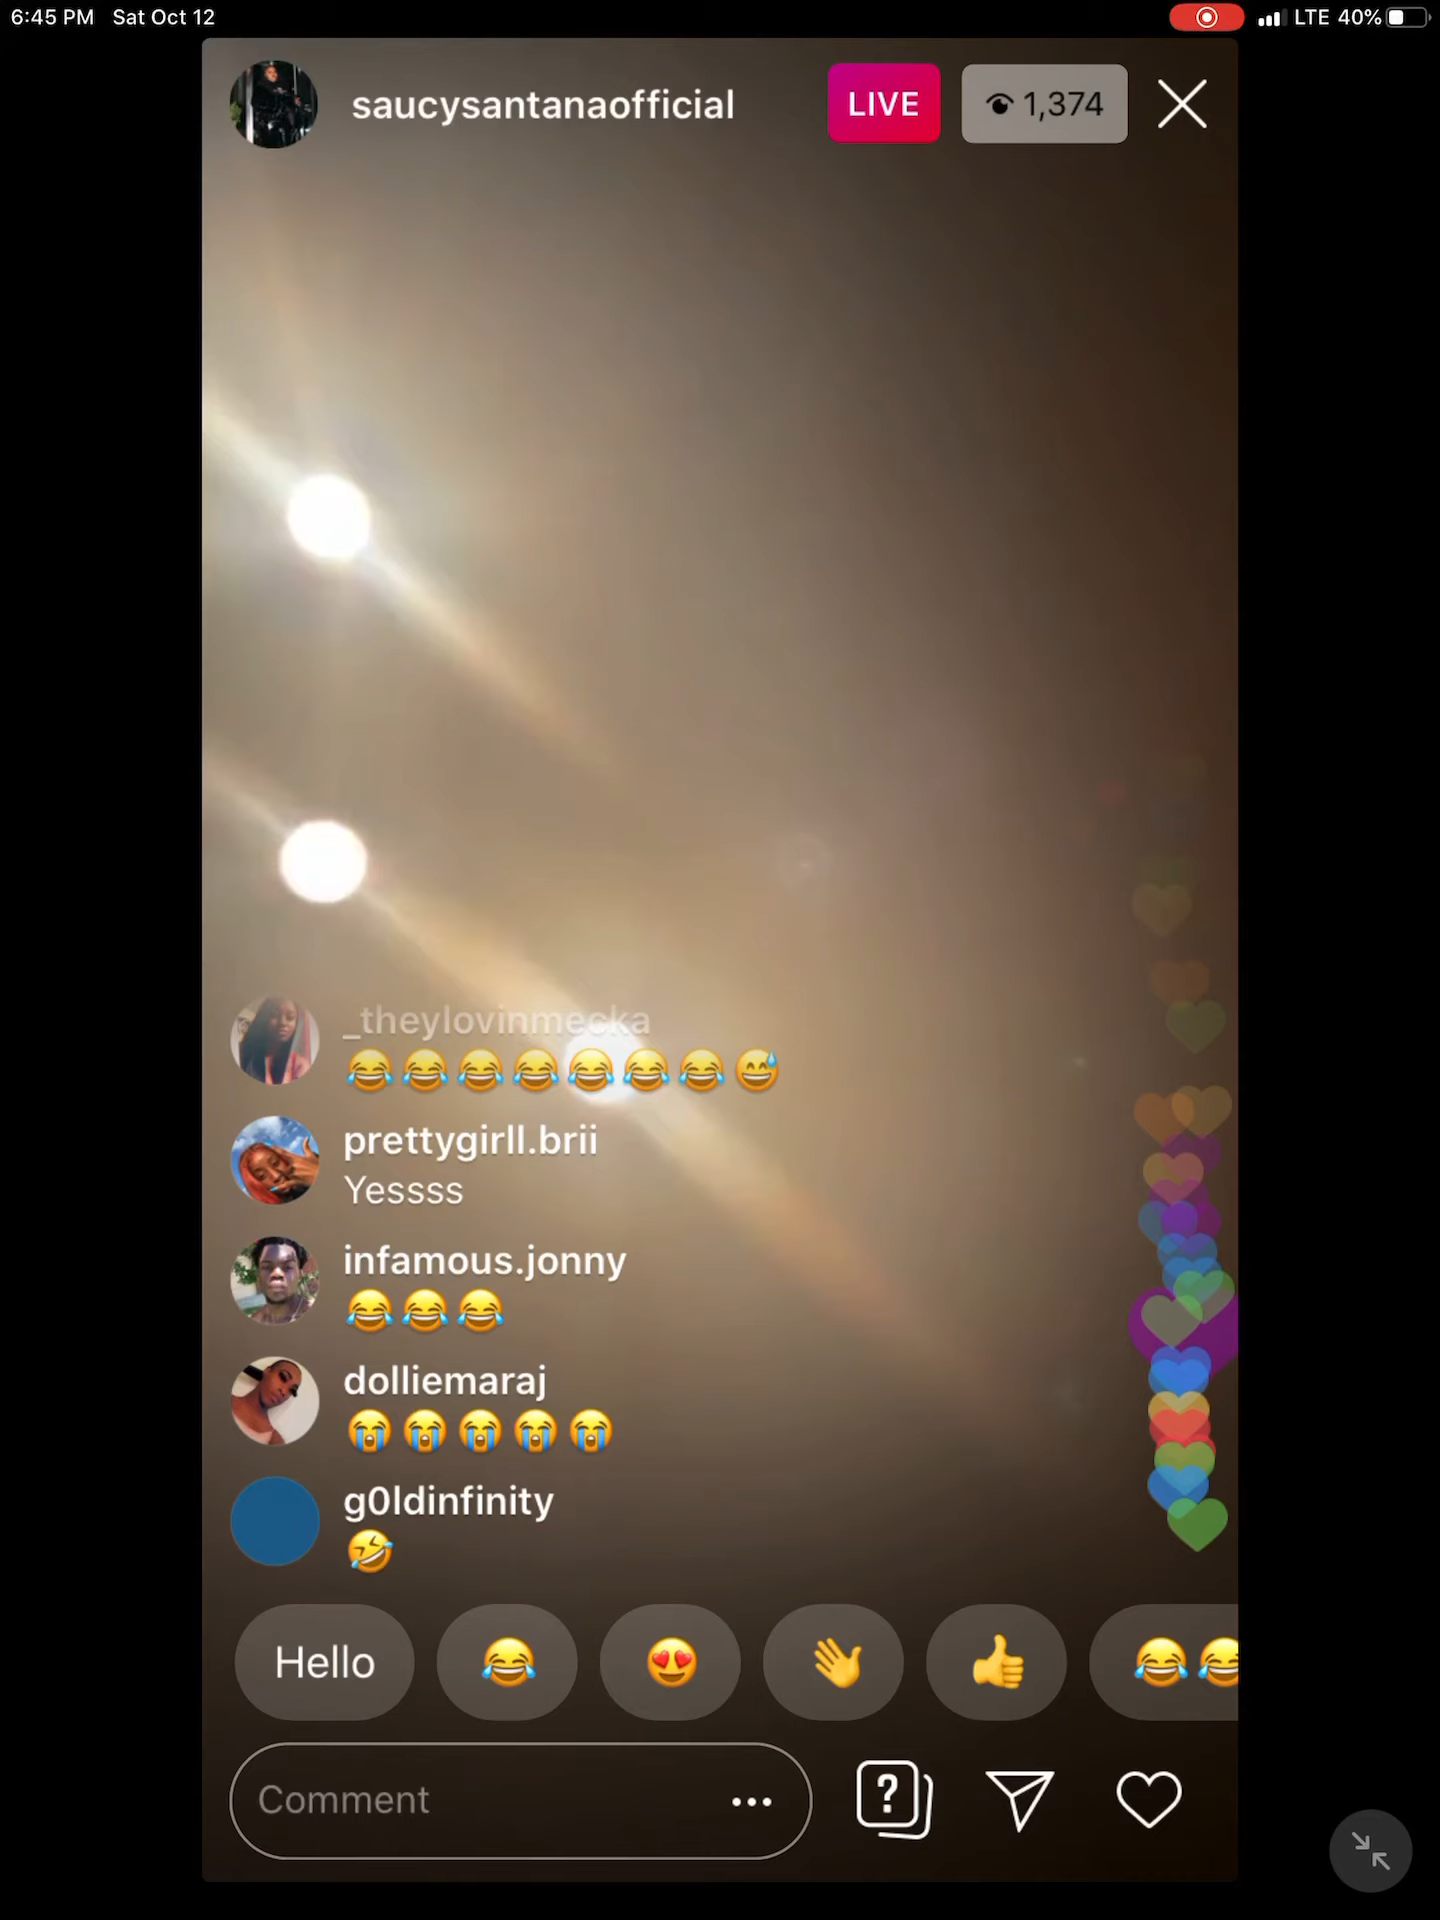 6:45 PM Sat Oct 12
LTE 40%
saucysantanaofficial
LIVE
1,374
_theylovinmecka
😂😂😂😂😂😂😂😅
prettygirll.brii
Yessss
infamous.jonny
😂😂😂
dolliemaraj
😭😭😭😭😭
g0ldinfinity
🤣
Hello 😂 😍 👋 👍 😂😂
Comment ...
?